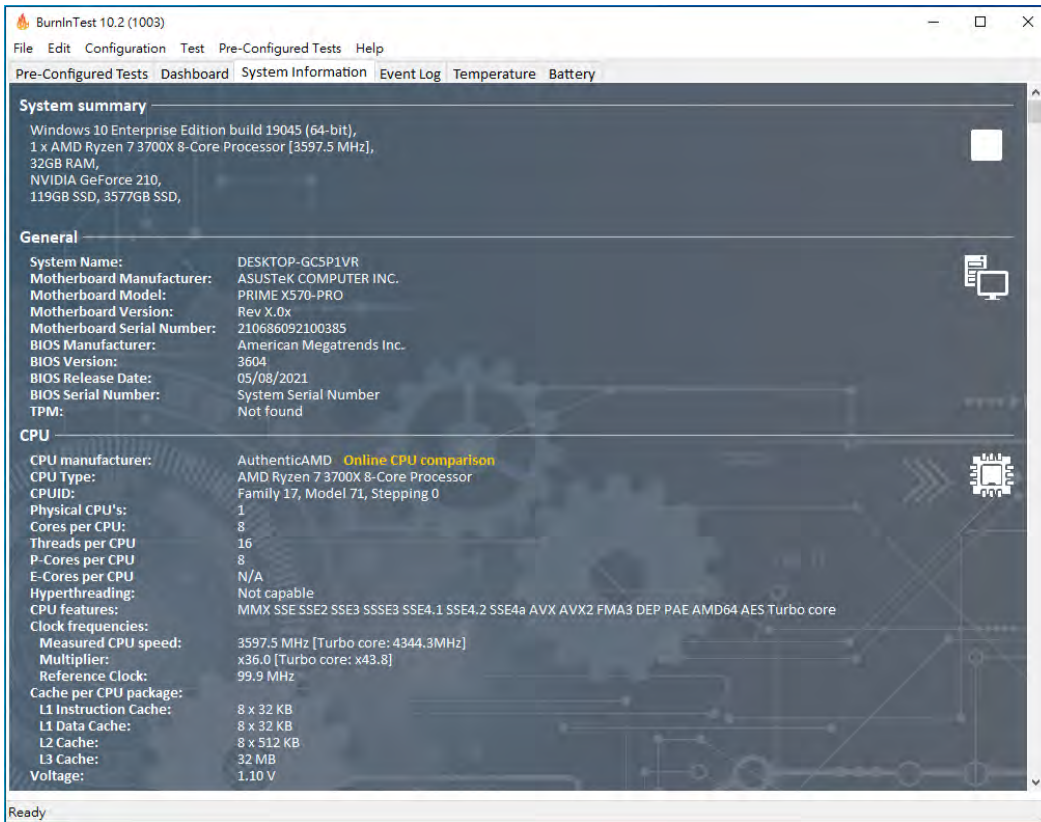 BurnInTest 10.2 (1003)
File Edit Configuration Test Pre-Configured Tests Help
Pre-Configured Tests Dashboard System Information Event Log Temperature Battery
System summary
Windows 10 Enterprise Edition build 19045 (64-bit),
1 x AMD Ryzen 7 3700X 8-Core Processor [3597.5 MHz],
32GB RAM,
NVIDIA GeForce 210,
119GB SSD, 3577GB SSD,
General
System Name: DESKTOP-GC5P1VR
Motherboard Manufacturer: ASUSTeK COMPUTER INC.
Motherboard Model: PRIME X570-PRO
Motherboard Version: Rev X.0x
Motherboard Serial Number: 210686092100385
BIOS Manufacturer: American Megatrends Inc.
BIOS Version: 3604
BIOS Release Date: 05/08/2021
BIOS Serial Number: System Serial Number
TPM: Not found
CPU
CPU manufacturer: AuthenticAMD Online CPU comparison
CPU Type: AMD Ryzen 7 3700X 8-Core Processor
CPUID: Family 17, Model 71, Stepping 0
Physical CPU's: 1
Cores per CPU: 8
Threads per CPU 16
P-Cores per CPU 8
E-Cores per CPU N/A
Hyperthreading: Not capable
CPU features: MMX SSE SSE2 SSE3 SSSE3 SSE4.1 SSE4.2 SSE4a AVX AVX2 FMA3 DEP PAE AMD64 AES Turbo core
Clock frequencies:
Measured CPU speed: 3597.5 MHz [Turbo core: 4344.3MHz]
Multiplier: x36.0 [Turbo core: x43.8]
Reference Clock: 99.9 MHz
Cache per CPU package:
L1 Instruction Cache: 8 x 32 KB
L1 Data Cache: 8 x 32 KB
L2 Cache: 8 x 512 KB
L3 Cache: 32 MB
Voltage: 1.10 V
Ready